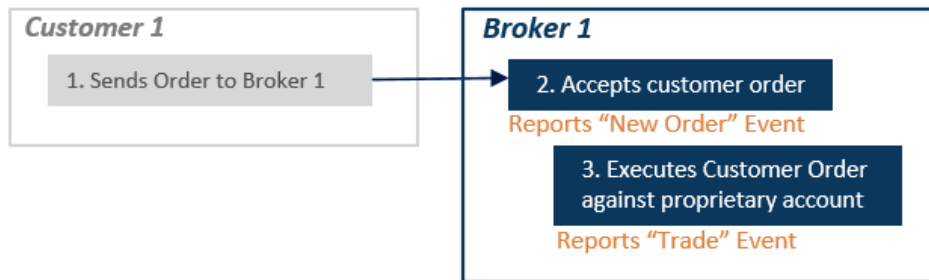 Customer 1
1. Sends Order to Broker 1
Broker 1
2. Accepts customer order
Reports “New Order” Event
3. Executes Customer Order
against proprietary account
Reports “Trade” Event